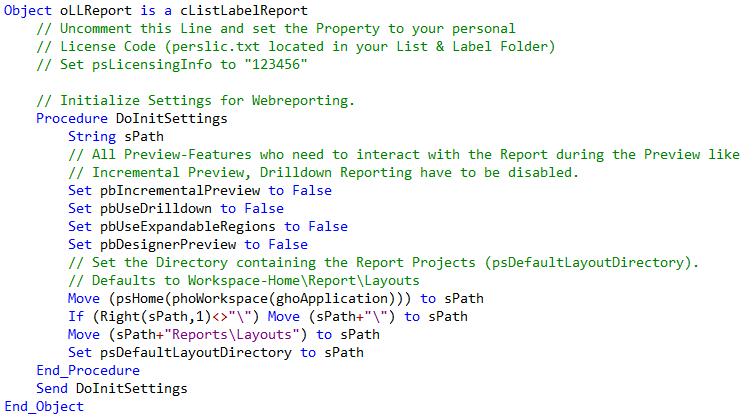 Object oLLReport is a cListLabelReport
    // Uncomment this Line and set the Property to your personal
    // License Code (perslic.txt located in your List & Label Folder)
    // Set psLicensingInfo to "123456"

    // Initialize Settings for Webreporting.
    Procedure DoInitSettings
        String sPath
        // All Preview-Features who need to interact with the Report during the Preview like
        // Incremental Preview, Drilldown Reporting have to be disabled.
        Set pbIncrementalPreview to False
        Set pbUseDrilldown to False
        Set pbUseExpandableRegions to False
        Set pbDesignerPreview to False
        // Set the Directory containing the Report Projects (psDefaultLayoutDirectory).
        // Defaults to Workspace-Home\Report\Layouts
        Move (psHome(phoWorkspace(ghoApplication))) to sPath
        If (Right(sPath,1)<>"\") Move (sPath+"\") to sPath
        Move (sPath+"Reports\Layouts") to sPath
        Set psDefaultLayoutDirectory to sPath
    End_Procedure
    Send DoInitSettings
End_Object